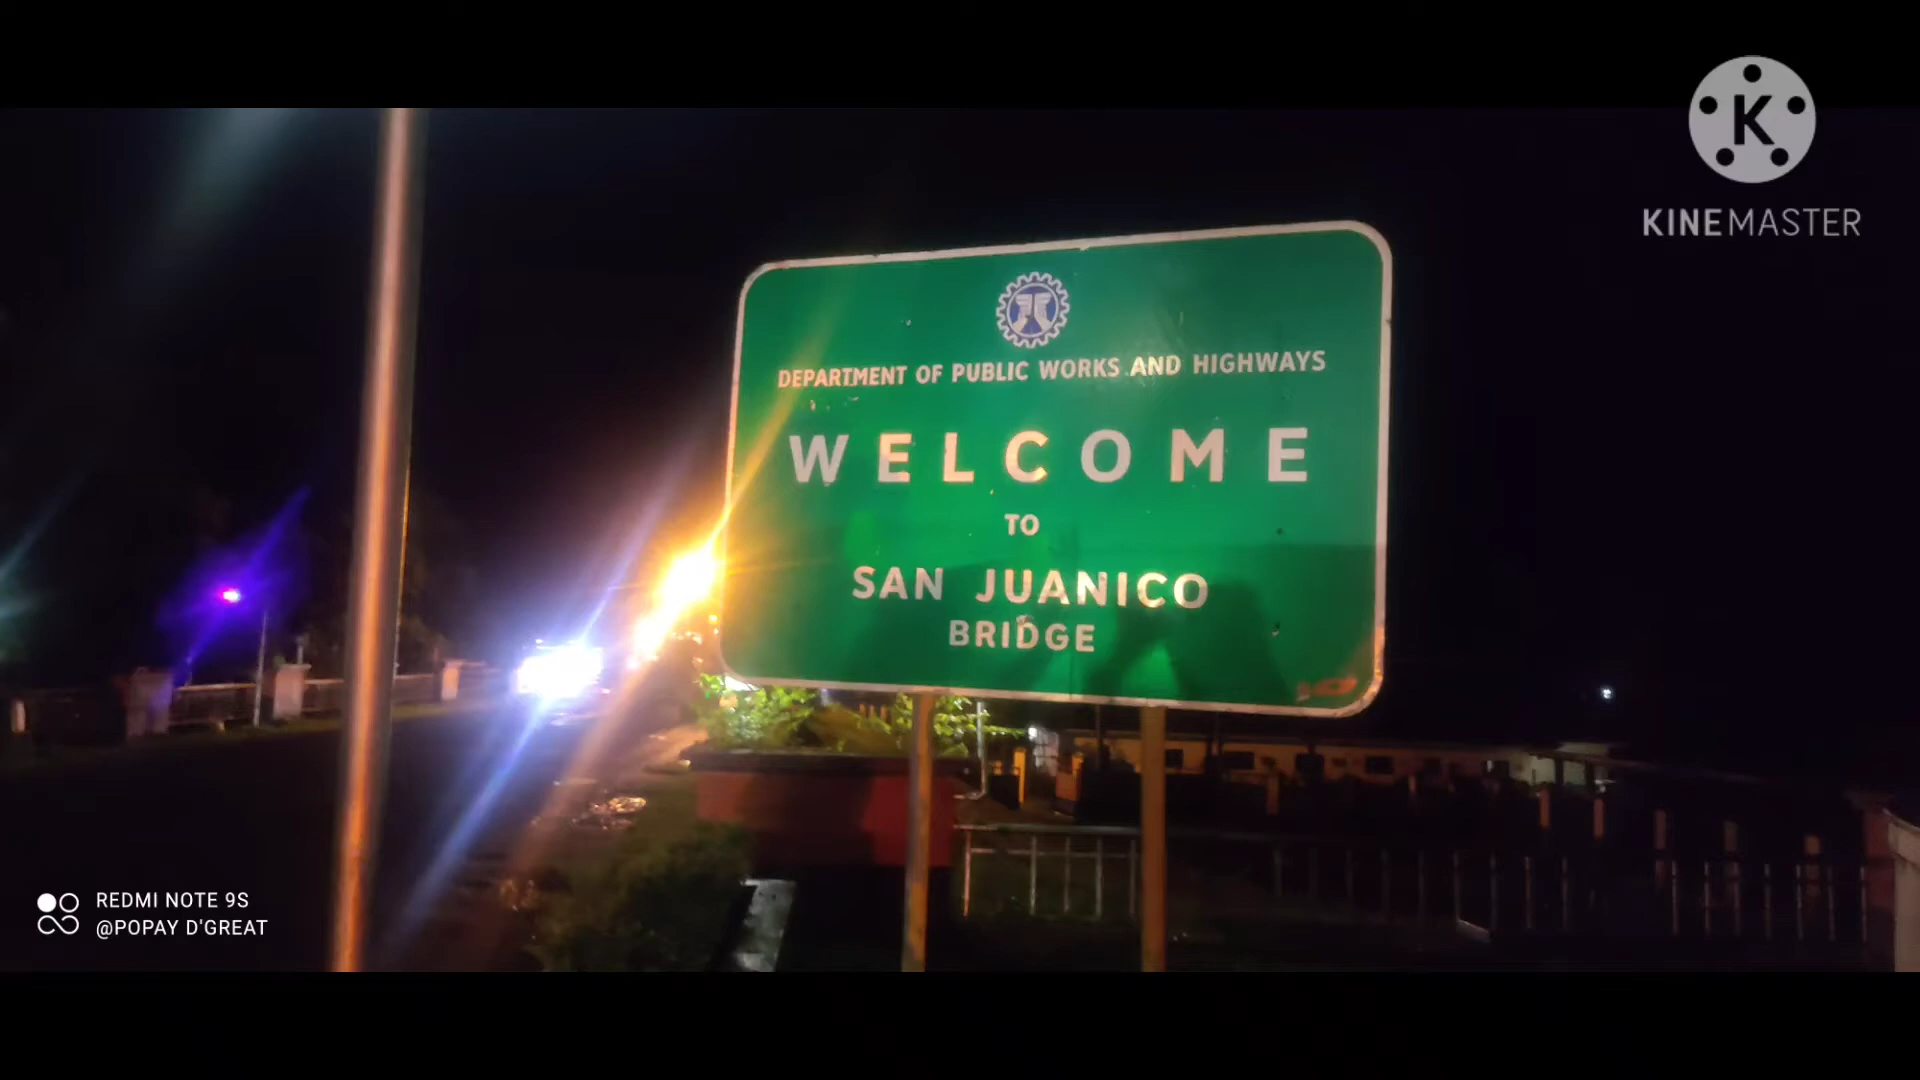 K
KINEMASTER
DEPARTMENT OF PUBLIC WORKS AND HIGHWAYS
WELCOME
TO
SAN JUANICO
BRIDGE
REDMI NOTE 9S
@POPAY D'GREAT